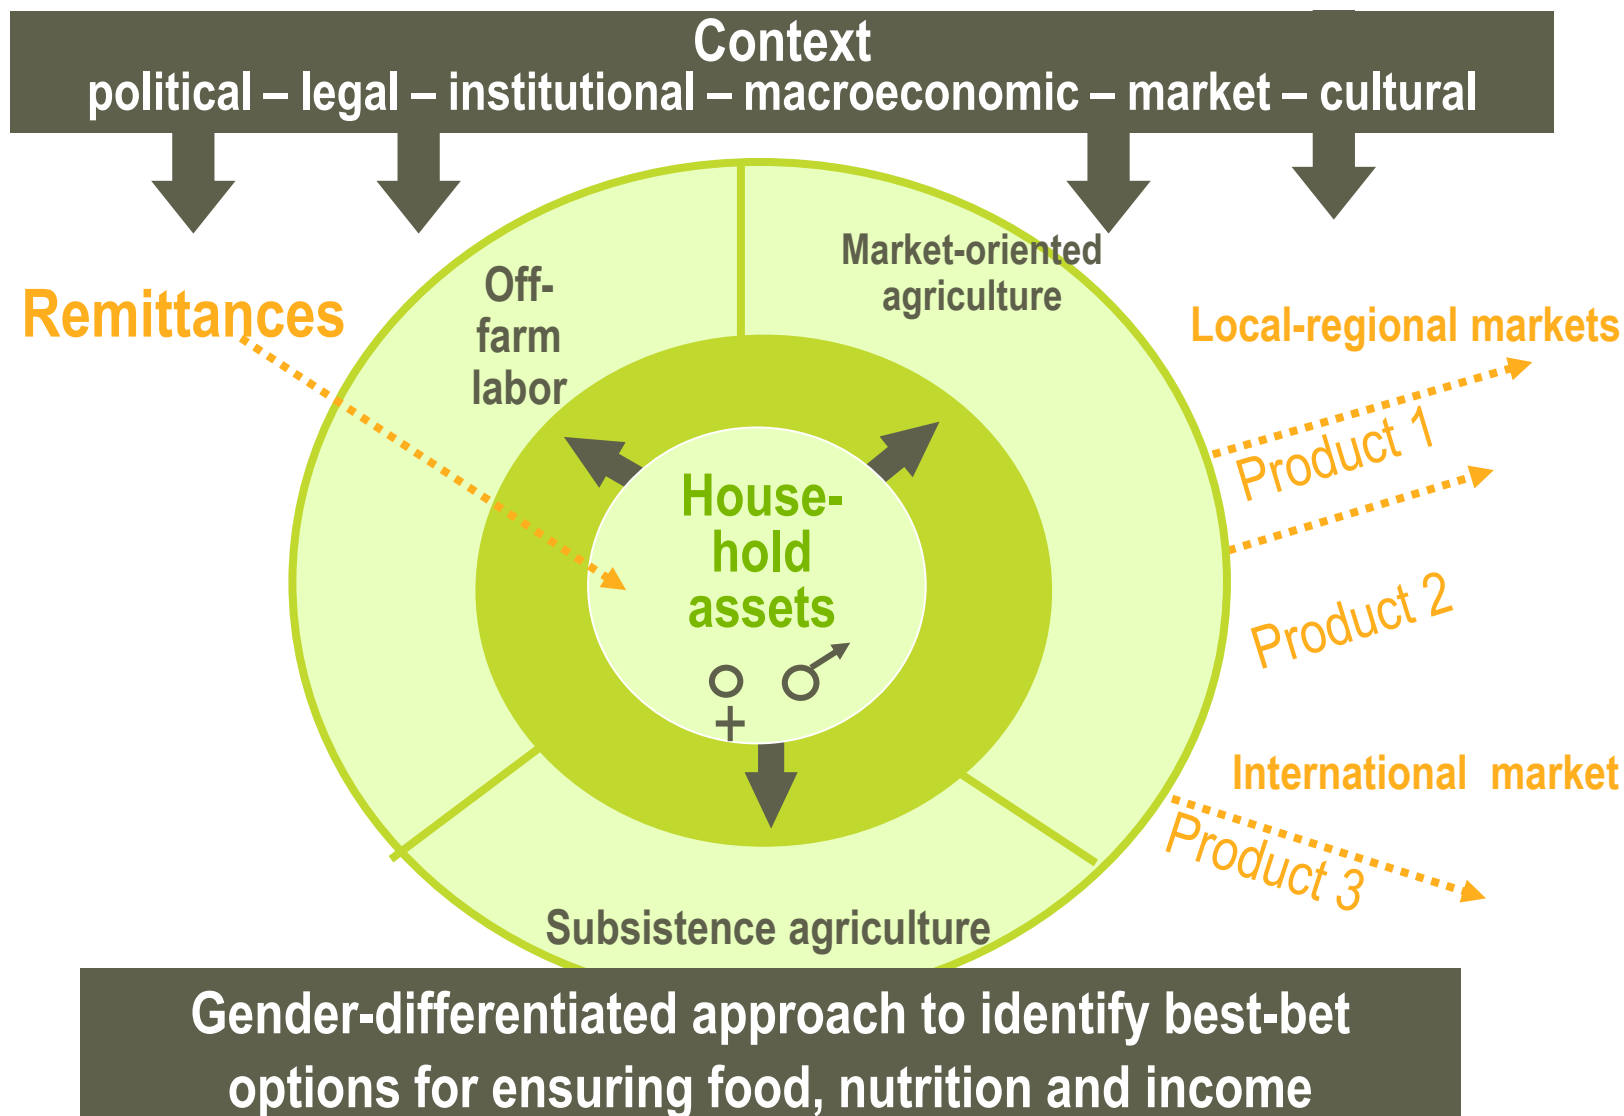 Context
political – legal – institutional – macroeconomic – market – cultural
Remittances
Off-
farm
labor
Market-oriented
agriculture
Local-regional markets
Product 1
House-
hold
assets
Product 2
International market
Product 3
Subsistence agriculture
Gender-differentiated approach to identify best-bet
options for ensuring food, nutrition and income